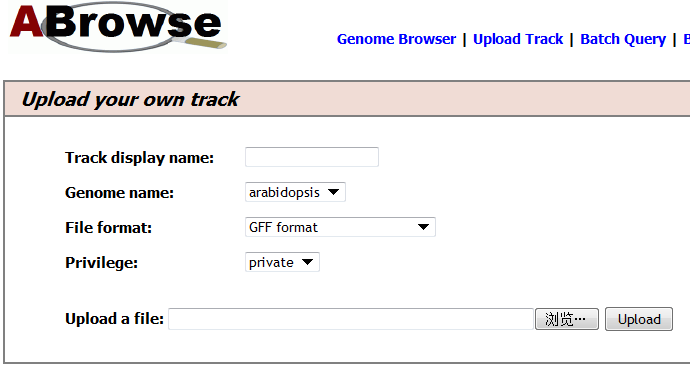 ABrowse
Genome Browser | Upload Track | Batch Query | B
Upload your own track
Track display name:
Genome name: arabidopsis
File format: GFF format
Privilege: private
Upload a file: 浏览… Upload